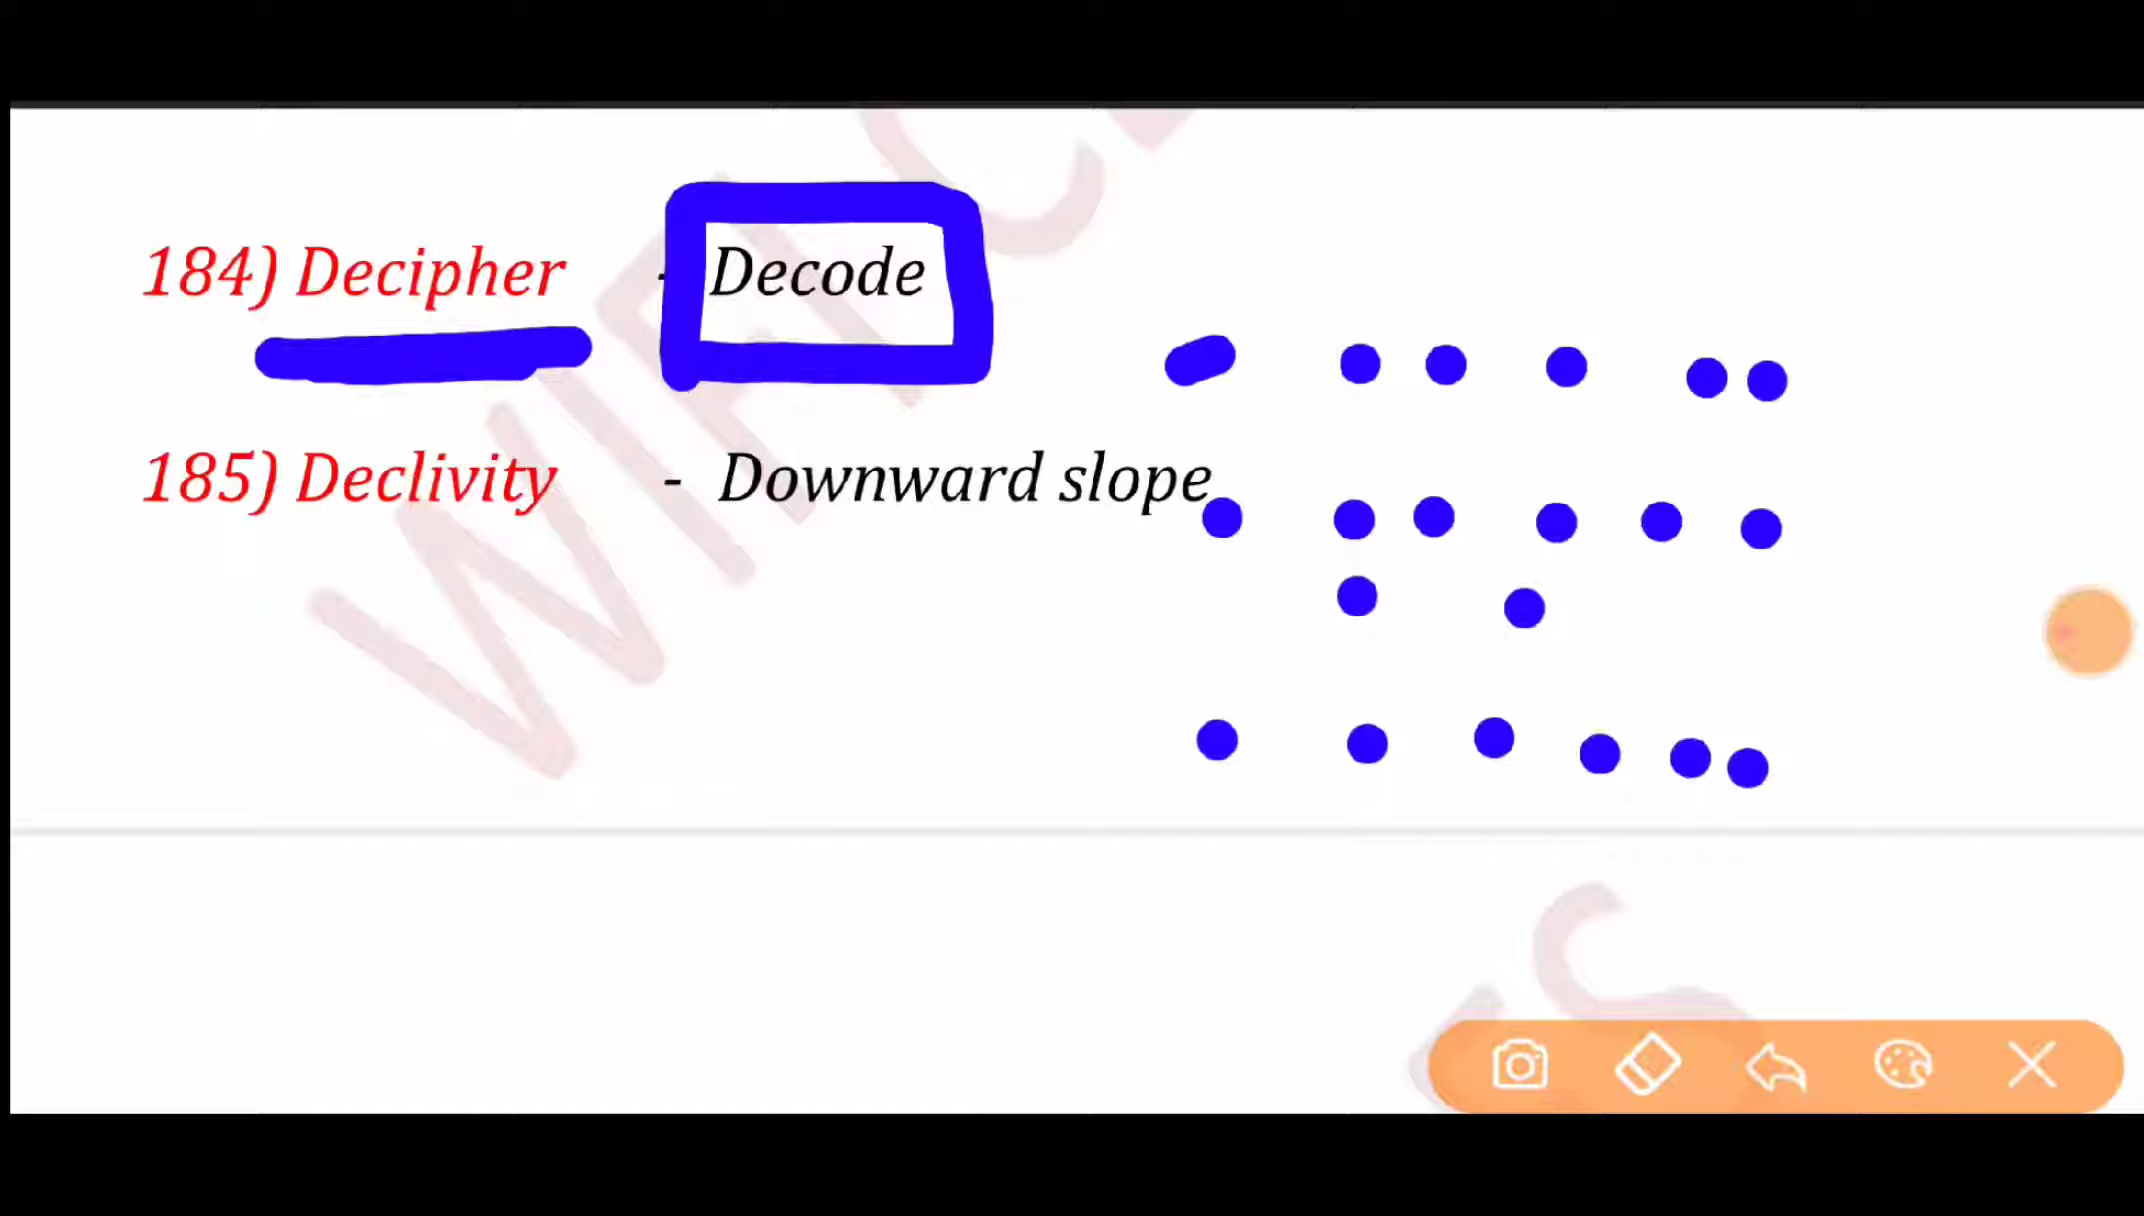 184) Decipher - Decode
185) Declivity - Downward slope